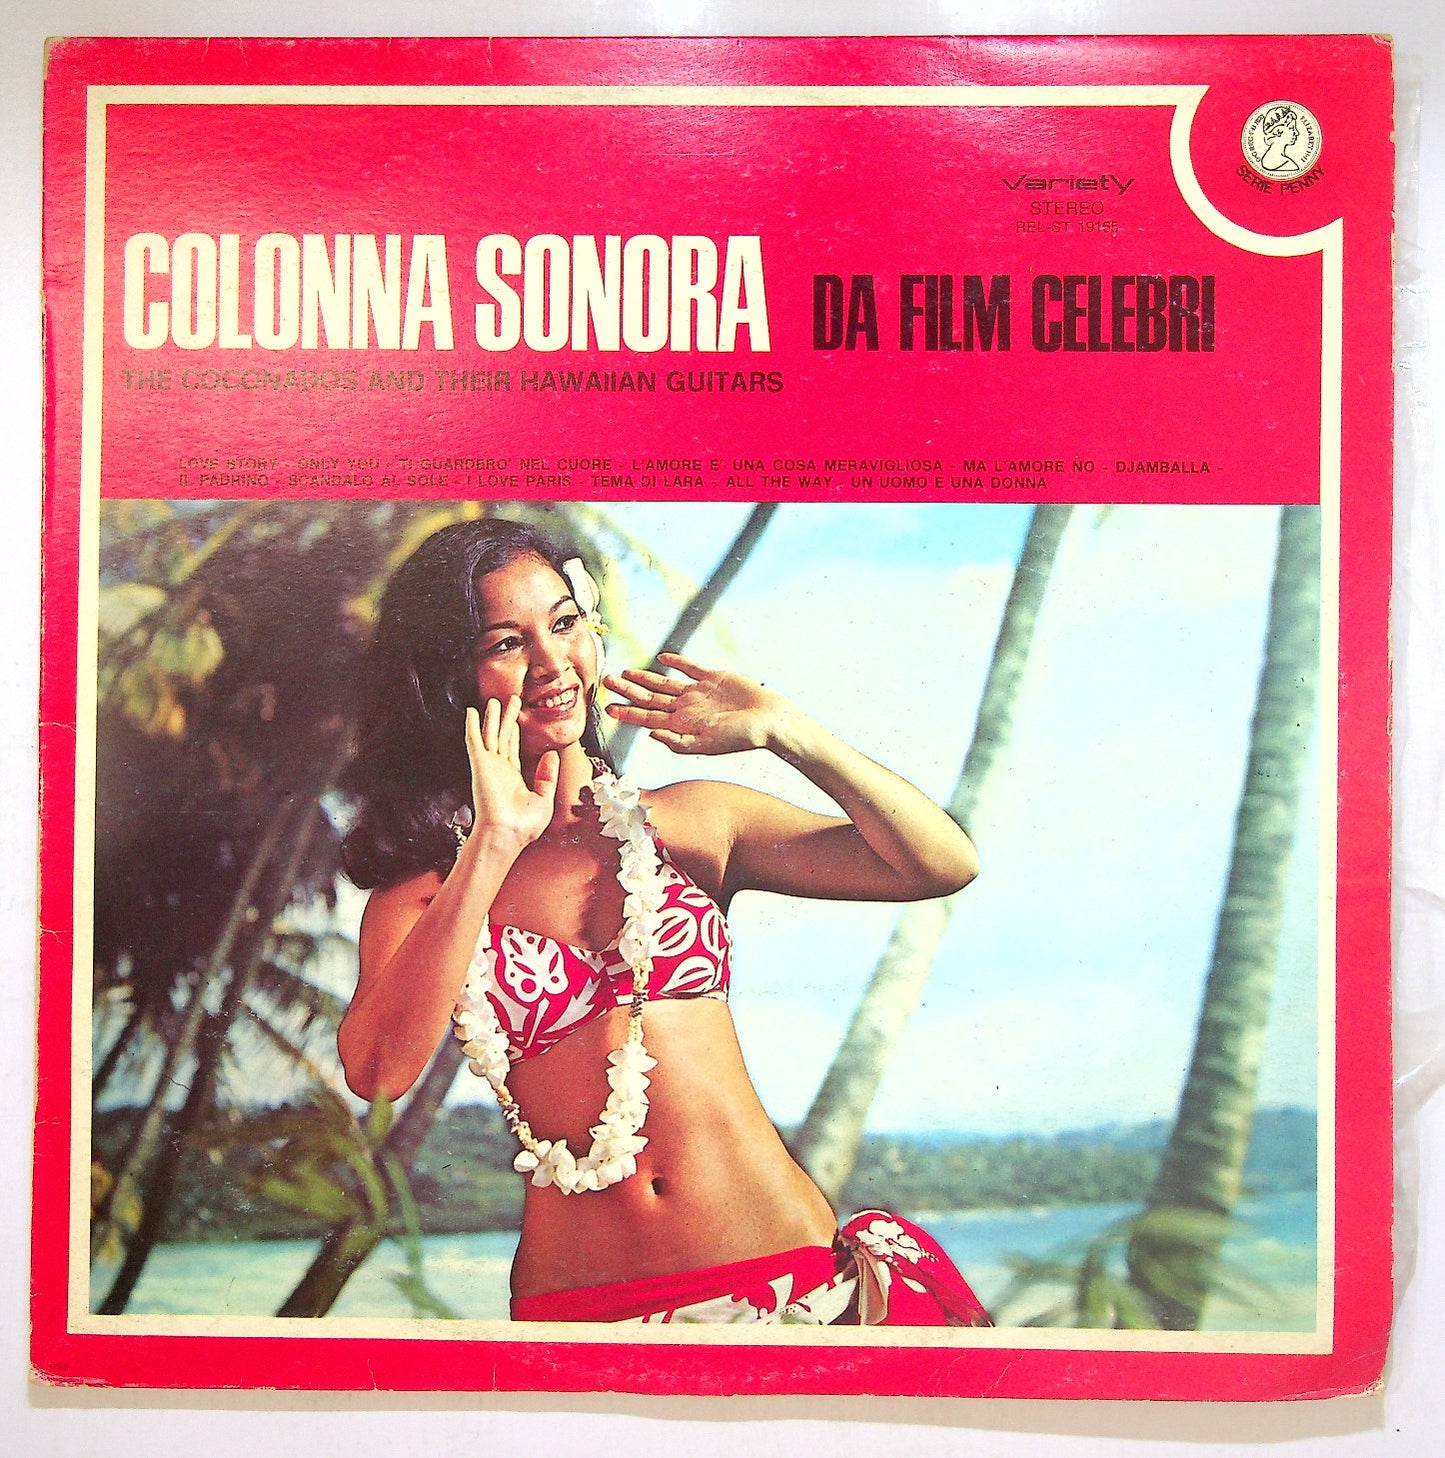 COLONNA SONORA DA FILM CELEBRI
THE COCONADOS AND THEIR HAWAIIAN GUITARS
variety
STEREO
REL-ST
SERIE PENNY
LOVE STORY - ONLY YOU - TI GUARDERO' NEL CUORE - L'AMORE E' UNA COSA MERAVIGLIOSA - MA L'AMORE NO - DJAMBALLA -
IL PADRINO - SCANDALO AL SOLE - I LOVE PARIS - TEMA DI LARA - ALL THE WAY - UN UOMO E UNA DONNA